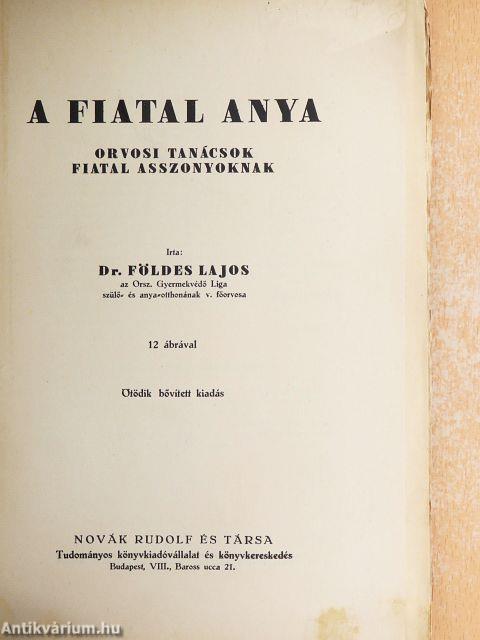 A FIATAL ANYA
ORVOSI TANÁCSOK
FIATAL ASSZONYOKNAK
Irta:
Dr. FÖLDES LAJOS
az Orsz. Gyermekvédő Liga
szülő- és anya-otthonának v. főorvosa
12 ábrával
Ötödik bővített kiadás
NOVÁK RUDOLF ÉS TÁRSA
Tudományos könyvkiadóvállalat és könyvkereskedés
Budapest, VIII., Baross ucca 21.
Antikvárium.hu